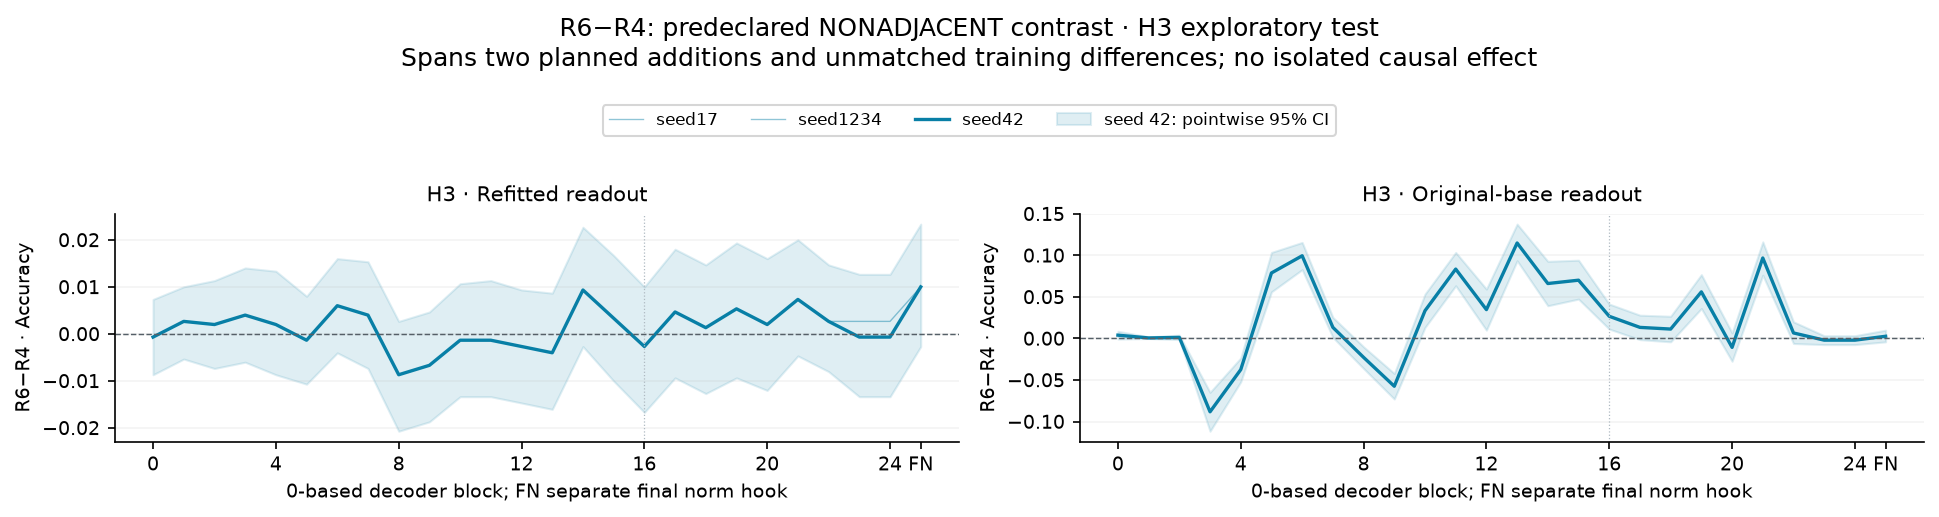 R6−R4: predeclared NONADJACENT contrast · H3 exploratory test
Spans two planned additions and unmatched training differences; no isolated causal effect
seed17
seed1234
seed42
seed 42: pointwise 95% CI
H3 · Refitted readout
R6−R4 · Accuracy
0.02
0.01
0.00
−0.01
−0.02
0 4 8 12 16 20 24 FN
0-based decoder block; FN separate final norm hook
H3 · Original-base readout
R6−R4 · Accuracy
0.15
0.10
0.05
0.00
−0.05
−0.10
0 4 8 12 16 20 24 FN
0-based decoder block; FN separate final norm hook